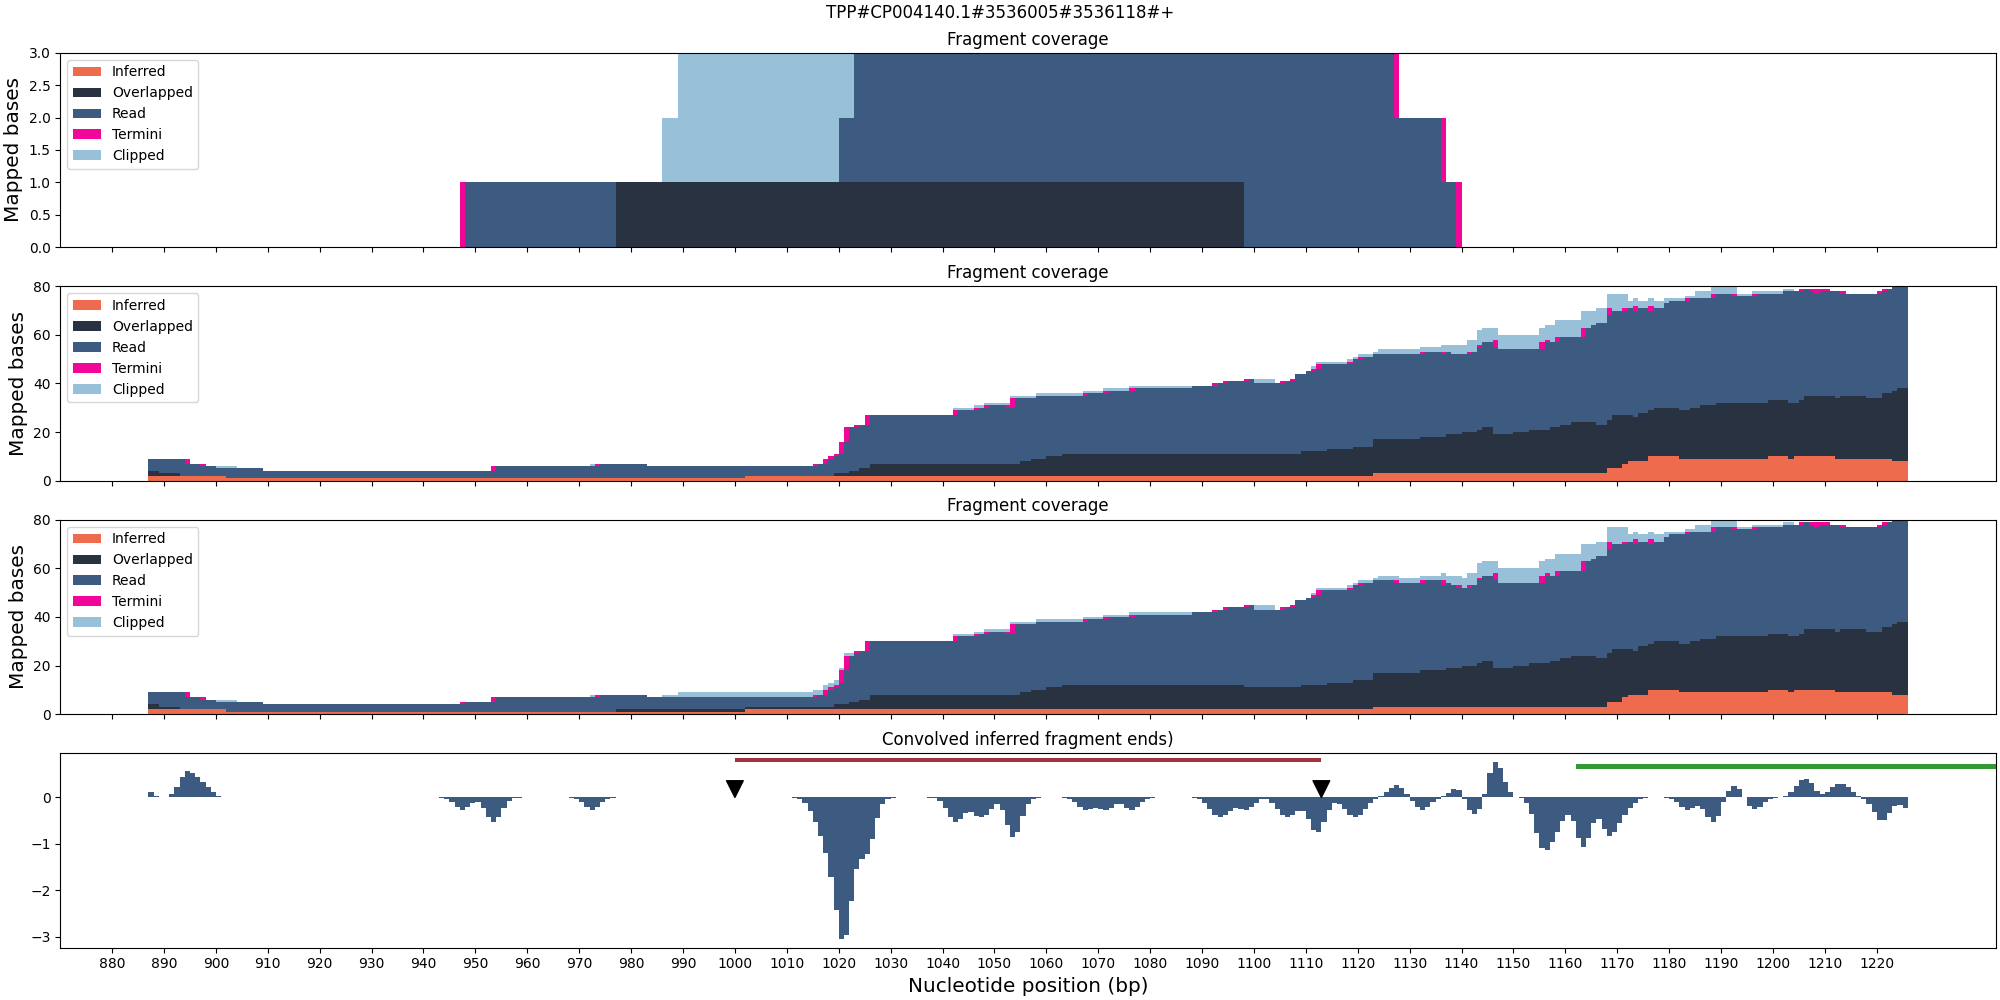 TPP#CP004140.1#3536005#3536118#+
Fragment coverage
Mapped bases
3.0
2.5
2.0
1.5
1.0
0.5
0.0
Inferred
Overlapped
Read
Termini
Clipped
Fragment coverage
Mapped bases
80
60
40
20
0
Inferred
Overlapped
Read
Termini
Clipped
Fragment coverage
Mapped bases
80
60
40
20
0
Inferred
Overlapped
Read
Termini
Clipped
Convolved inferred fragment ends)
0
−1
−2
−3
880 890 900 910 920 930 940 950 960 970 980 990 1000 1010 1020 1030 1040 1050 1060 1070 1080 1090 1100 1110 1120 1130 1140 1150 1160 1170 1180 1190 1200 1210 1220
Nucleotide position (bp)